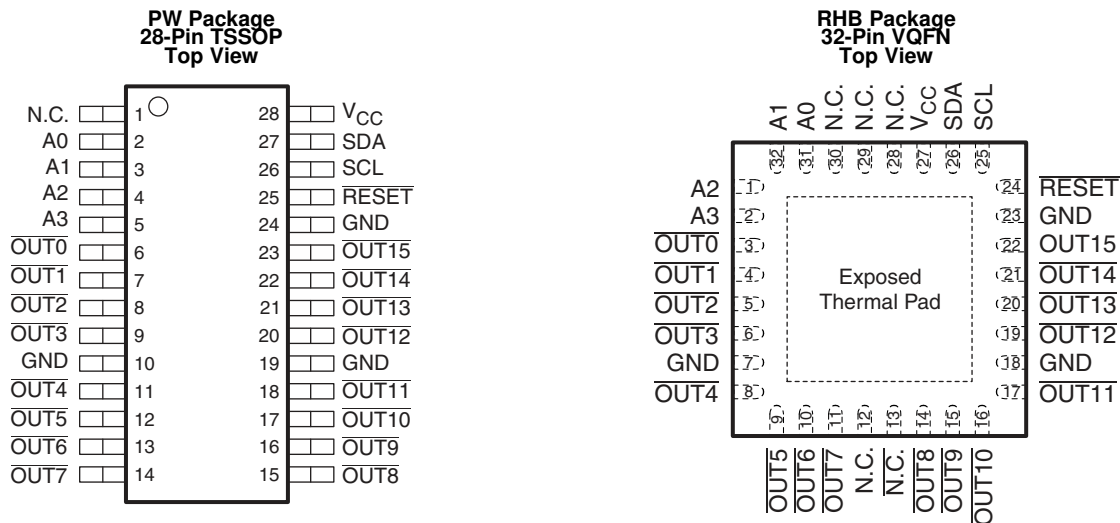 PW Package
28-Pin TSSOP
Top View
N.C. 1 28 VCC
A0 2 27 SDA
A1 3 26 SCL
A2 4 25 RESET
A3 5 24 GND
OUT0 6 23 OUT15
OUT1 7 22 OUT14
OUT2 8 21 OUT13
OUT3 9 20 OUT12
GND 10 19 GND
OUT4 11 18 OUT11
OUT5 12 17 OUT10
OUT6 13 16 OUT9
OUT7 14 15 OUT8
RHB Package
32-Pin VQFN
Top View
A1 A0 N.C. N.C. N.C. VCC SDA SCL
32 31 30 29 28 27 26 25
A2 1 24 RESET
A3 2 23 GND
OUT0 3 22 OUT15
OUT1 4 21 OUT14
OUT2 5 20 OUT13
OUT3 6 19 OUT12
GND 7 18 GND
OUT4 8 17 OUT11
Exposed
Thermal Pad
9 10 11 12 13 14 15 16
OUT5 OUT6 OUT7 N.C. N.C. OUT8 OUT9 OUT10